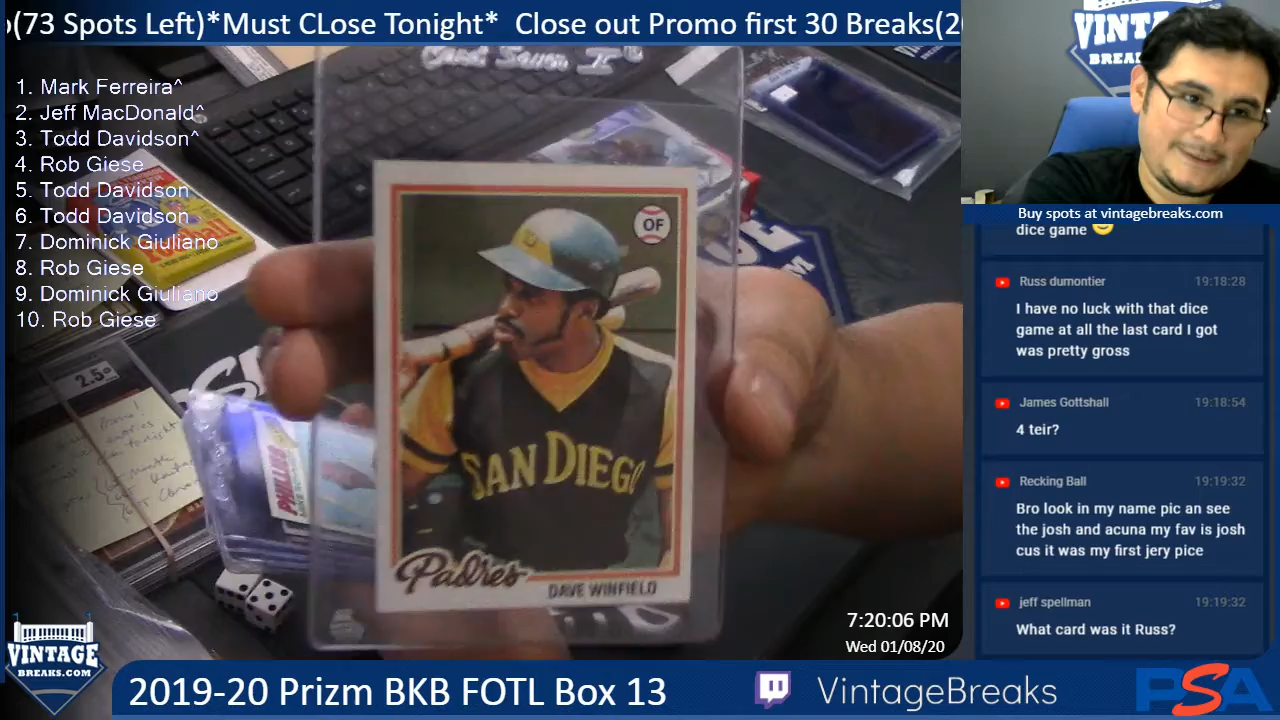 (73 Spots Left)*Must CLose Tonight* Close out Promo first 30 Breaks(2
1. Mark Ferreira^
2. Jeff MacDonald^
3. Todd Davidson^
4. Rob Giese
5. Todd Davidson
6. Todd Davidson
7. Dominick Giuliano
8. Rob Giese
9. Dominick Giuliano
10. Rob Giese
2.5
PHILLIES
OF
SAN DIEGO
Padres
DAVE WINFIELD
VINT
BREA
Buy spots at vintagebreaks.com
dice game 😊
Russ dumontier 19:18:28
I have no luck with that dice
game at all the last card I got
was pretty gross
James Gottshall 19:18:54
4 teir?
Recking Ball 19:19:32
Bro look in my name pic an see
the josh and acuna my fav is josh
cus it was my first jery pice
jeff spellman 19:19:32
What card was it Russ?
7:20:06 PM
Wed 01/08/20
VINTAGE
BREAKS.COM
2019-20 Prizm BKB FOTL Box 13
VintageBreaks
PSA